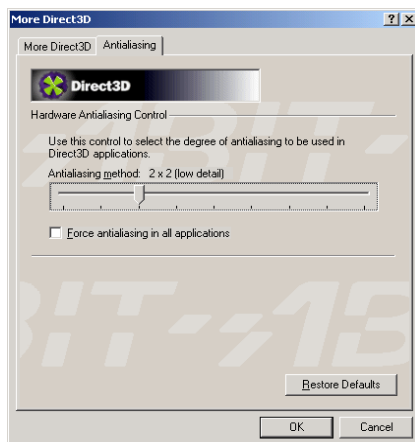 More Direct3D
More Direct3D Antialiasing
Direct3D
Hardware Antialiasing Control
Use this control to select the degree of antialiasing to be used in
Direct3D applications.
Antialiasing method: 2 x 2 (low detail)
Force antialiasing in all applications
ABIT
ABIT
Restore Defaults
OK Cancel